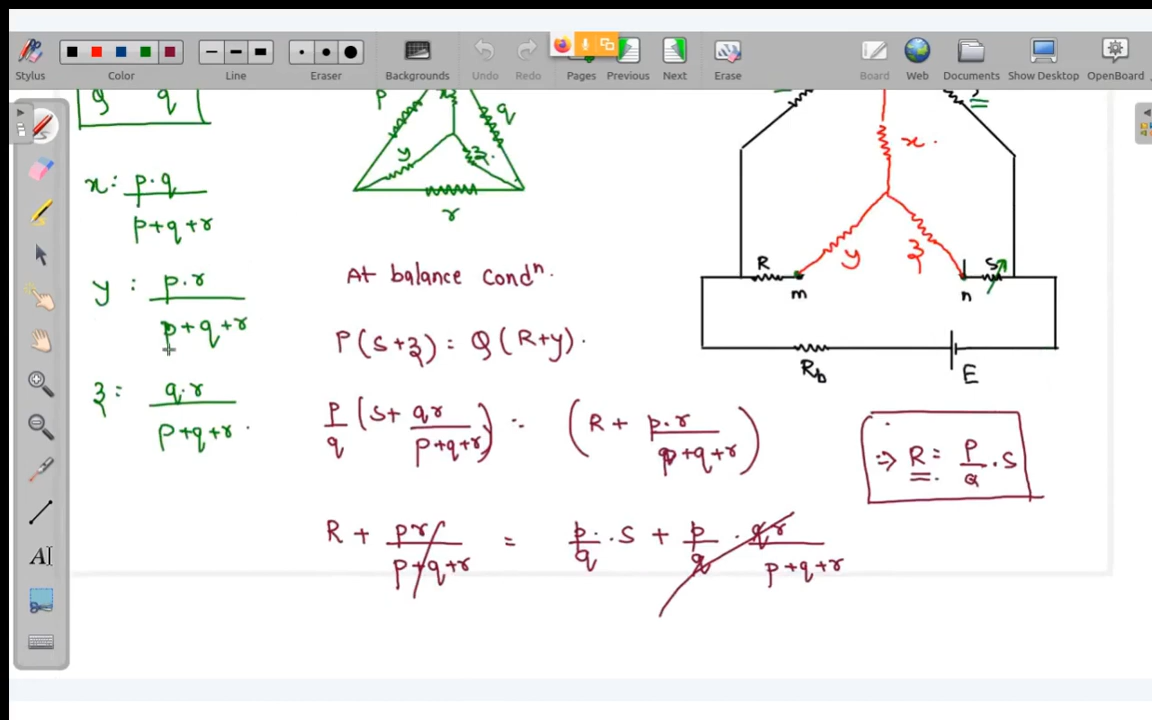 Stylus Color Line Eraser Backgrounds Undo Redo Pages Previous Next Erase Board Web Documents Show Desktop OpenBoard
Q q
p q
y z
r
x: p.q / p+q+r
y : p.r / p+q+r
z = q.r / p+q+r.
At balance condⁿ.
P(S+z) = Q(R+y).
p/q (S+ qr / p+q+r) = (R + p.r / p+q+r)
R + pr / p+q+r = p/q . S + p/q . qr / p+q+r
x.
R y z S
m n
Rb E
⇒ R = P/Q . S
AI